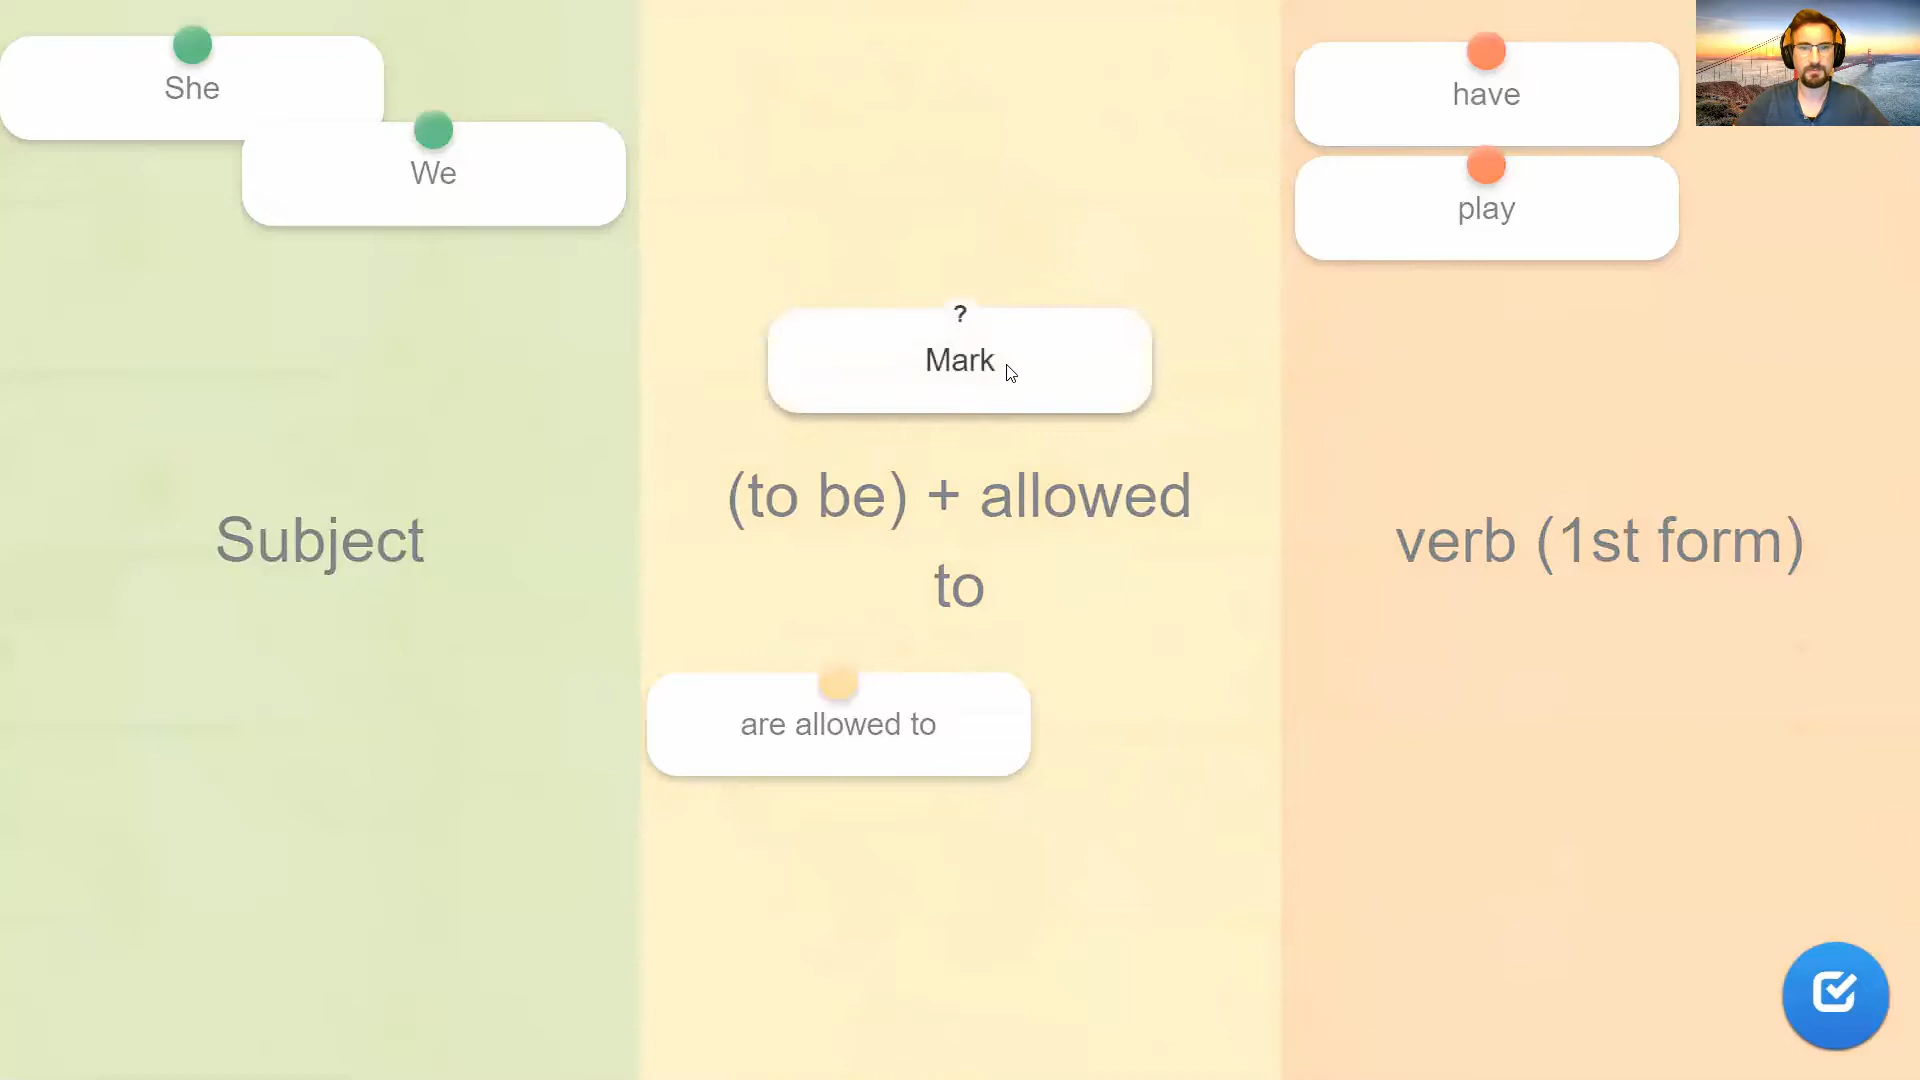 She
We
have
play
?
Mark
Subject
(to be) + allowed
to
verb (1st form)
are allowed to